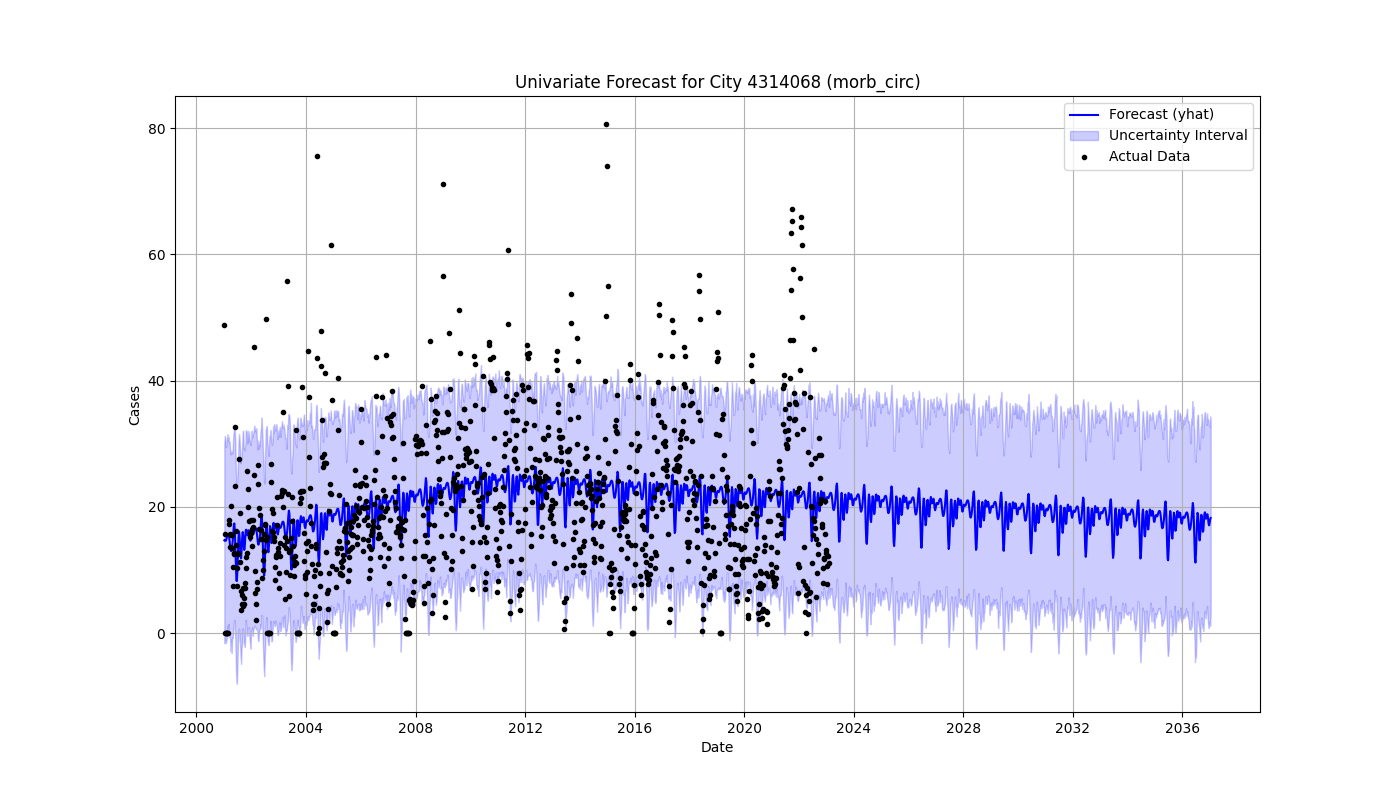 Univariate Forecast for City 4314068 (morb_circ)
Forecast (yhat)
Uncertainty Interval
Actual Data
80
60
40
20
0
Cases
2000 2004 2008 2012 2016 2020 2024 2028 2032 2036
Date